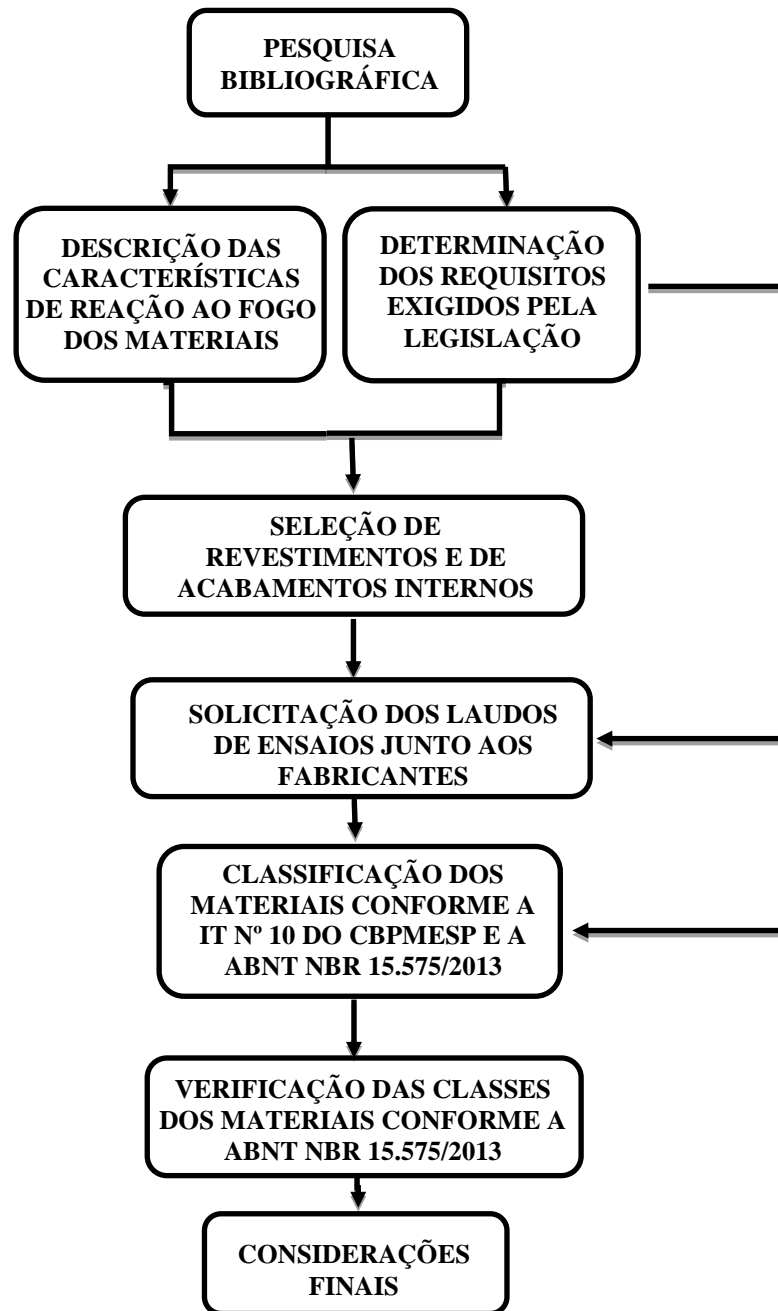 PESQUISA
BIBLIOGRÁFICA
DESCRIÇÃO DAS
CARACTERÍSTICAS
DE REAÇÃO AO FOGO
DOS MATERIAIS
DETERMINAÇÃO
DOS REQUISITOS
EXIGIDOS PELA
LEGISLAÇÃO
SELEÇÃO DE
REVESTIMENTOS E DE
ACABAMENTOS INTERNOS
SOLICITAÇÃO DOS LAUDOS
DE ENSAIOS JUNTO AOS
FABRICANTES
CLASSIFICAÇÃO DOS
MATERIAIS CONFORME A
IT Nº 10 DO CBPMESP E A
ABNT NBR 15.575/2013
VERIFICAÇÃO DAS CLASSES
DOS MATERIAIS CONFORME A
ABNT NBR 15.575/2013
CONSIDERAÇÕES
FINAIS